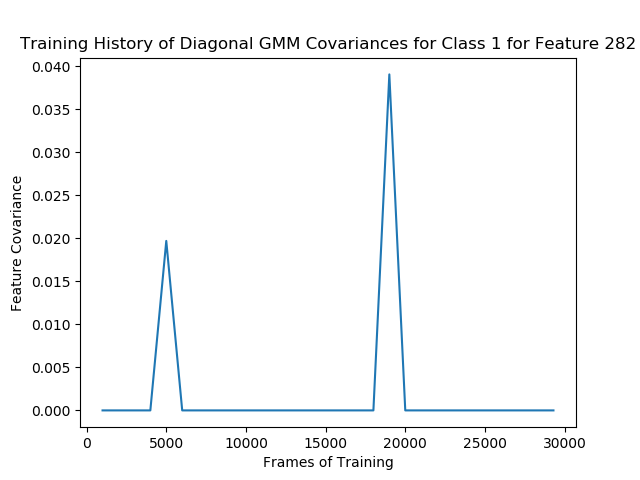 Training History of Diagonal GMM Covariances for Class 1 for Feature 282
0.040
0.035
0.030
0.025
0.020
0.015
0.010
0.005
0.000
Feature Covariance
0 5000 10000 15000 20000 25000 30000
Frames of Training